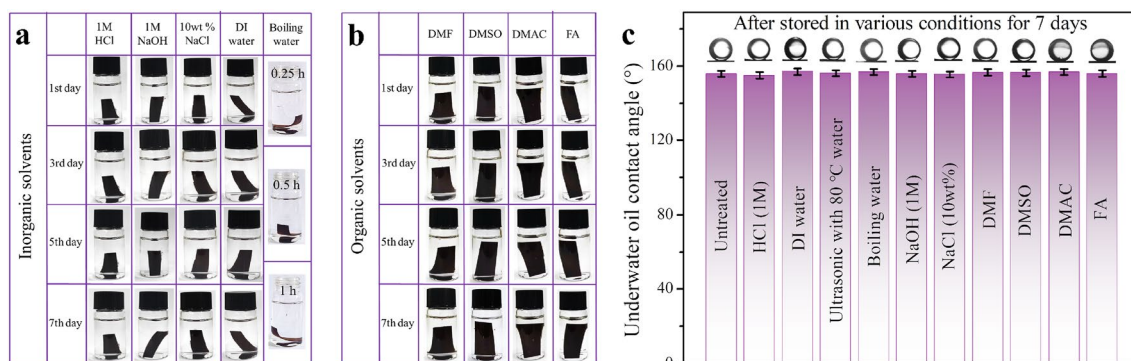 a
1M HCl
1M NaOH
10wt % NaCl
DI water
Boiling water
Inorganic solvents
1st day
3rd day
5th day
7th day
0.25 h
0.5 h
1 h
b
DMF
DMSO
DMAC
FA
Organic solvents
1st day
3rd day
5th day
7th day
c
After stored in various conditions for 7 days
Underwater oil contact angle (°)
160
120
80
40
0
Untreated
HCl (1M)
DI water
Ultrasonic with 80 ℃ water
Boiling water
NaOH (1M)
NaCl (10wt%)
DMF
DMSO
DMAC
FA